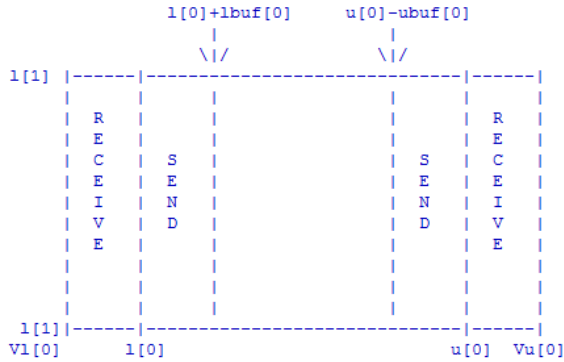 l[0]+lbuf[0] u[0]-ubuf[0]
| |
\|/ \|/
l[1] |------|-------------------------------|------|
| | | | | |
| R | | | | R |
| E | | | | E |
| C | S | | S | C |
| E | E | | E | E |
| I | N | | N | I |
| V | D | | D | V |
| E | | | | E |
| | | | | |
| | | | | |
| | | | | |
l[1]|------|-------------------------------|------|
Vl[0] l[0] u[0] Vu[0]